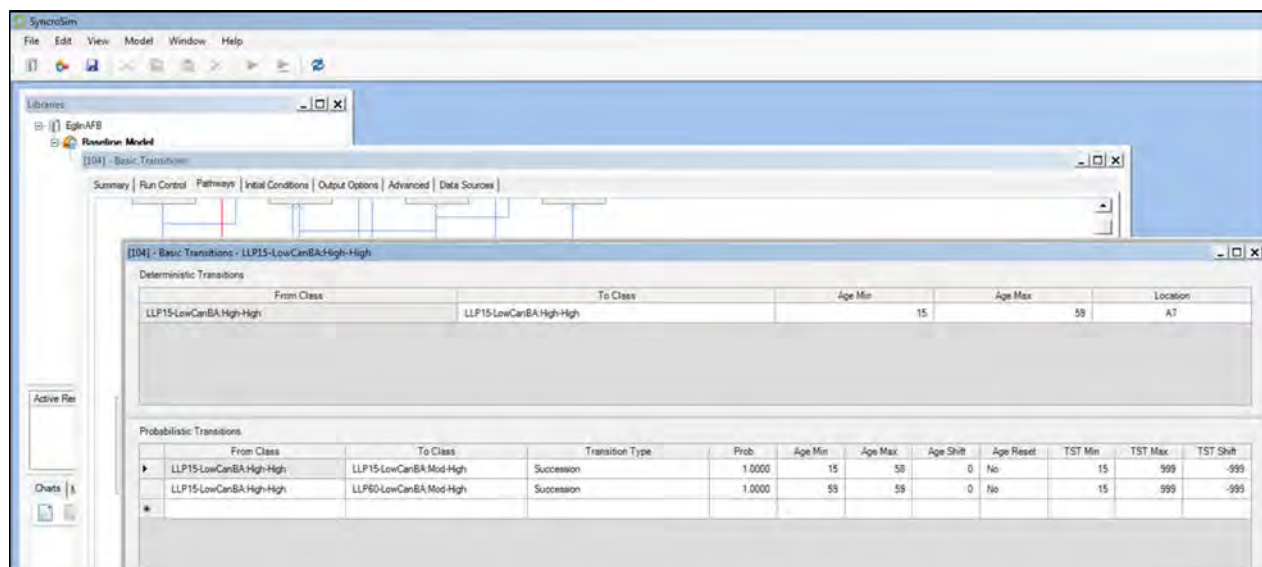 SyncroSim
File Edit View Model Window Help
Libraries
EglinAFB
Baseline Model
[104] - Basic Transitions
Summary Run Control Pathways Initial Conditions Output Options Advanced Data Sources
[104] - Basic Transitions - LLP15-LowCanBA:High-High
Deterministic Transitions
From Class To Class Age Min Age Max Location
LLP15-LowCanBA:High-High LLP15-LowCanBA:High-High 15 59 A7
Active Re
Probabilistic Transitions
From Class To Class Transition Type Prob Age Min Age Max Age Shift Age Reset TST Min TST Max TST Shift
LLP15-LowCanBA:High-High LLP15-LowCanBA:Mod-High Succession 1.0000 15 58 0 No 15 999 -999
LLP15-LowCanBA:High-High LLP60-LowCanBA:Mod-High Succession 1.0000 59 59 0 No 15 999 -999
Charts